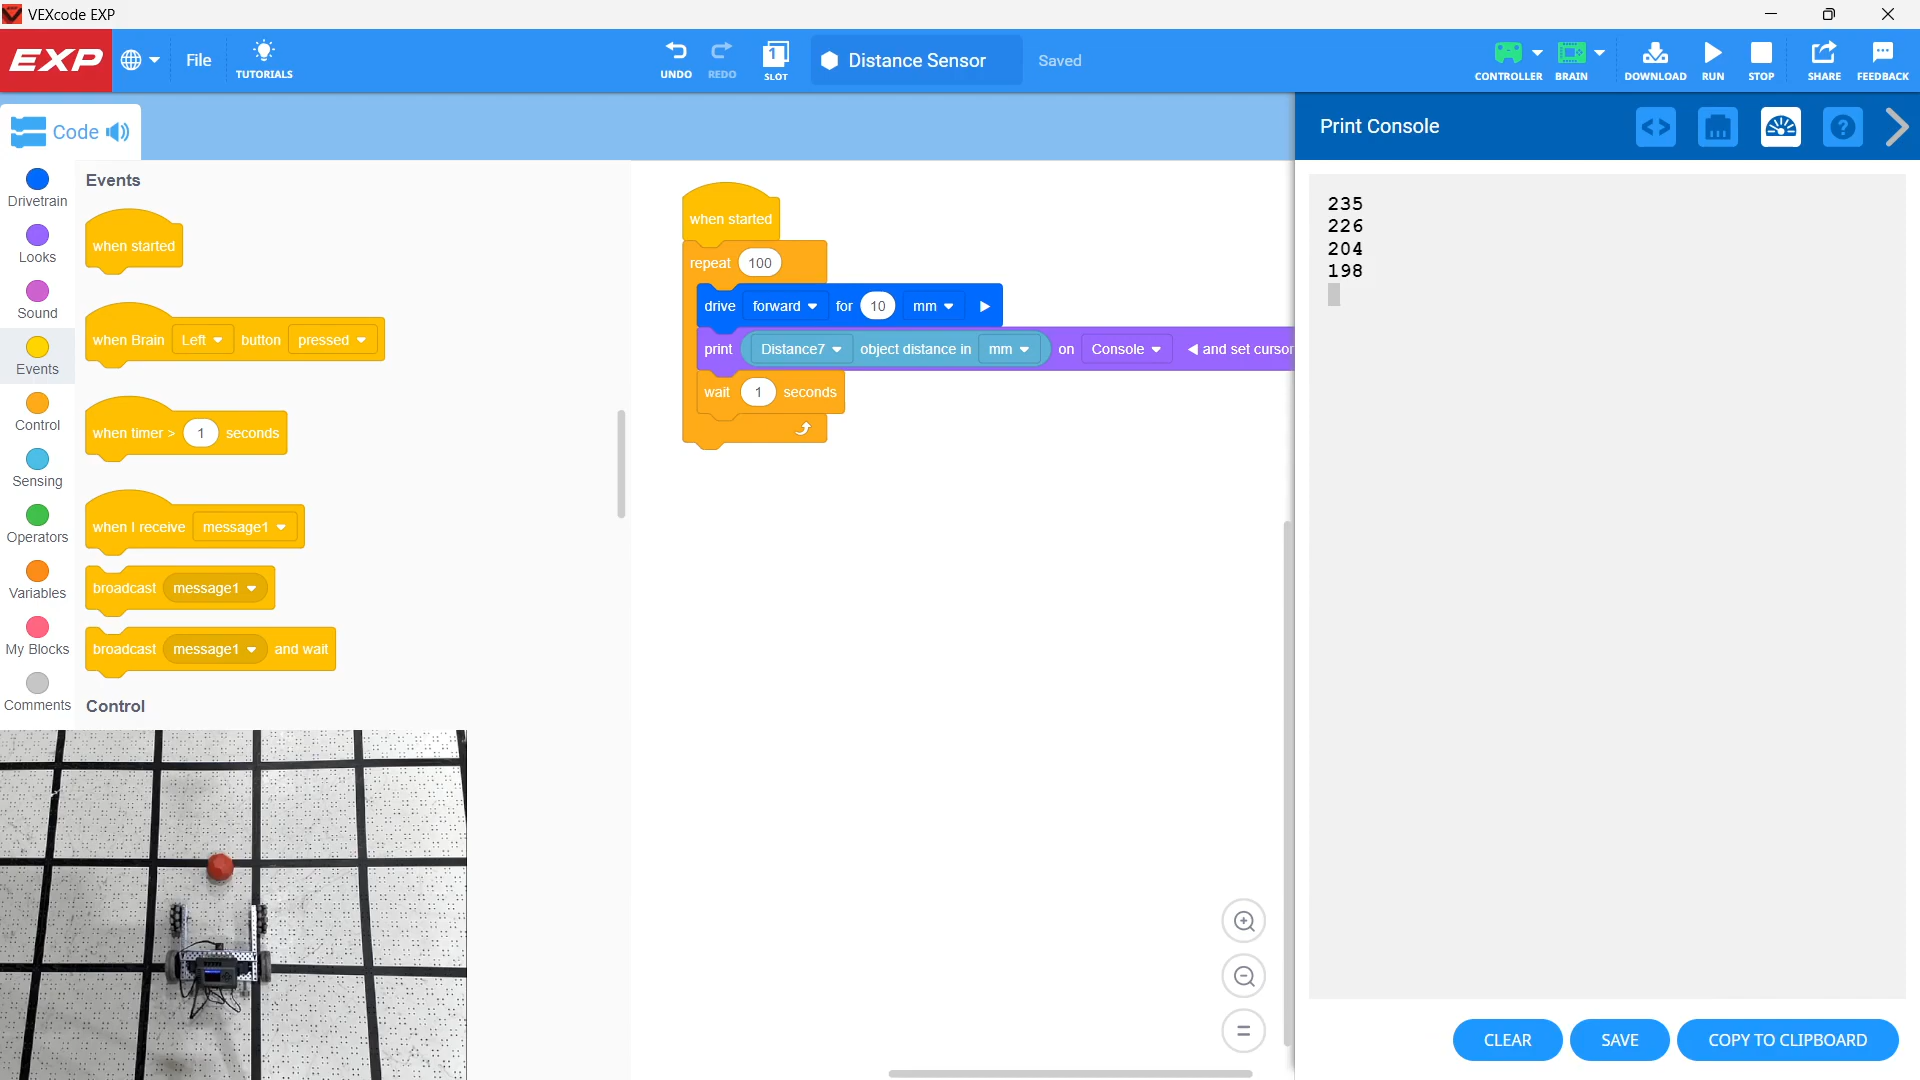 VEXcode EXP
EXP
File
TUTORIALS
UNDO
REDO
1
SLOT
Distance Sensor
Saved
CONTROLLER
BRAIN
DOWNLOAD
RUN
STOP
SHARE
FEEDBACK
Code
Print Console
Drivetrain
Looks
Sound
Events
Control
Sensing
Operators
Variables
My Blocks
Comments
Events
when started
when Brain Left button pressed
when timer > 1 seconds
when I receive message1
broadcast message1
broadcast message1 and wait
Control
when started
repeat 100
drive forward for 10 mm
print Distance7 object distance in mm on Console and set cursor
wait 1 seconds
235
226
204
198
CLEAR
SAVE
COPY TO CLIPBOARD